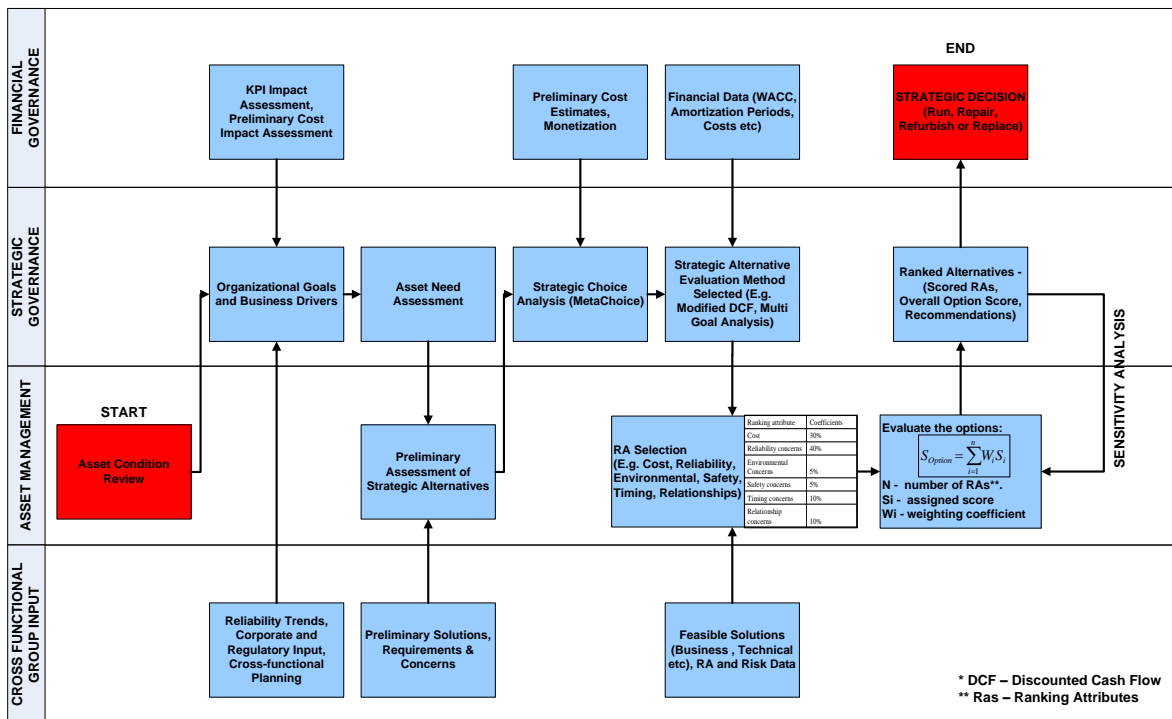 FINANCIAL
GOVERNANCE
KPI Impact
Assessment,
Preliminary Cost
Impact Assessment
Preliminary Cost
Estimates,
Monetization
Financial Data (WACC,
Amortization Periods,
Costs etc)
END
STRATEGIC DECISION
(Run, Repair,
Refurbish or Replace)
STRATEGIC
GOVERNANCE
Organizational Goals
and Business Drivers
Asset Need
Assessment
Strategic Choice
Analysis (MetaChoice)
Strategic Alternative
Evaluation Method
Selected (E.g.
Modified DCF, Multi
Goal Analysis)
Ranked Alternatives -
(Scored RAs,
Overall Option Score,
Recommendations)
SENSITIVITY ANALYSIS
ASSET MANAGEMENT
START
Asset Condition
Review
Preliminary
Assessment of
Strategic Alternatives
RA Selection
(E.g. Cost, Reliability,
Environmental, Safety,
Timing, Relationships)
Ranking attribute Coefficients
Cost 30%
Reliability concerns 40%
Environmental
Concerns 5%
Safety concerns 5%
Timing concerns 10%
Relationship
concerns 10%
Evaluate the options:
S_Option = ∑_{i=1}^{n} W_i S_i
N - number of RAs**.
Si - assigned score
Wi - weighting coefficient
CROSS FUNCTIONAL
GROUP INPUT
Reliability Trends,
Corporate and
Regulatory Input,
Cross-functional
Planning
Preliminary Solutions,
Requirements &
Concerns
Feasible Solutions
(Business , Technical
etc), RA and Risk Data
* DCF – Discounted Cash Flow
** Ras – Ranking Attributes